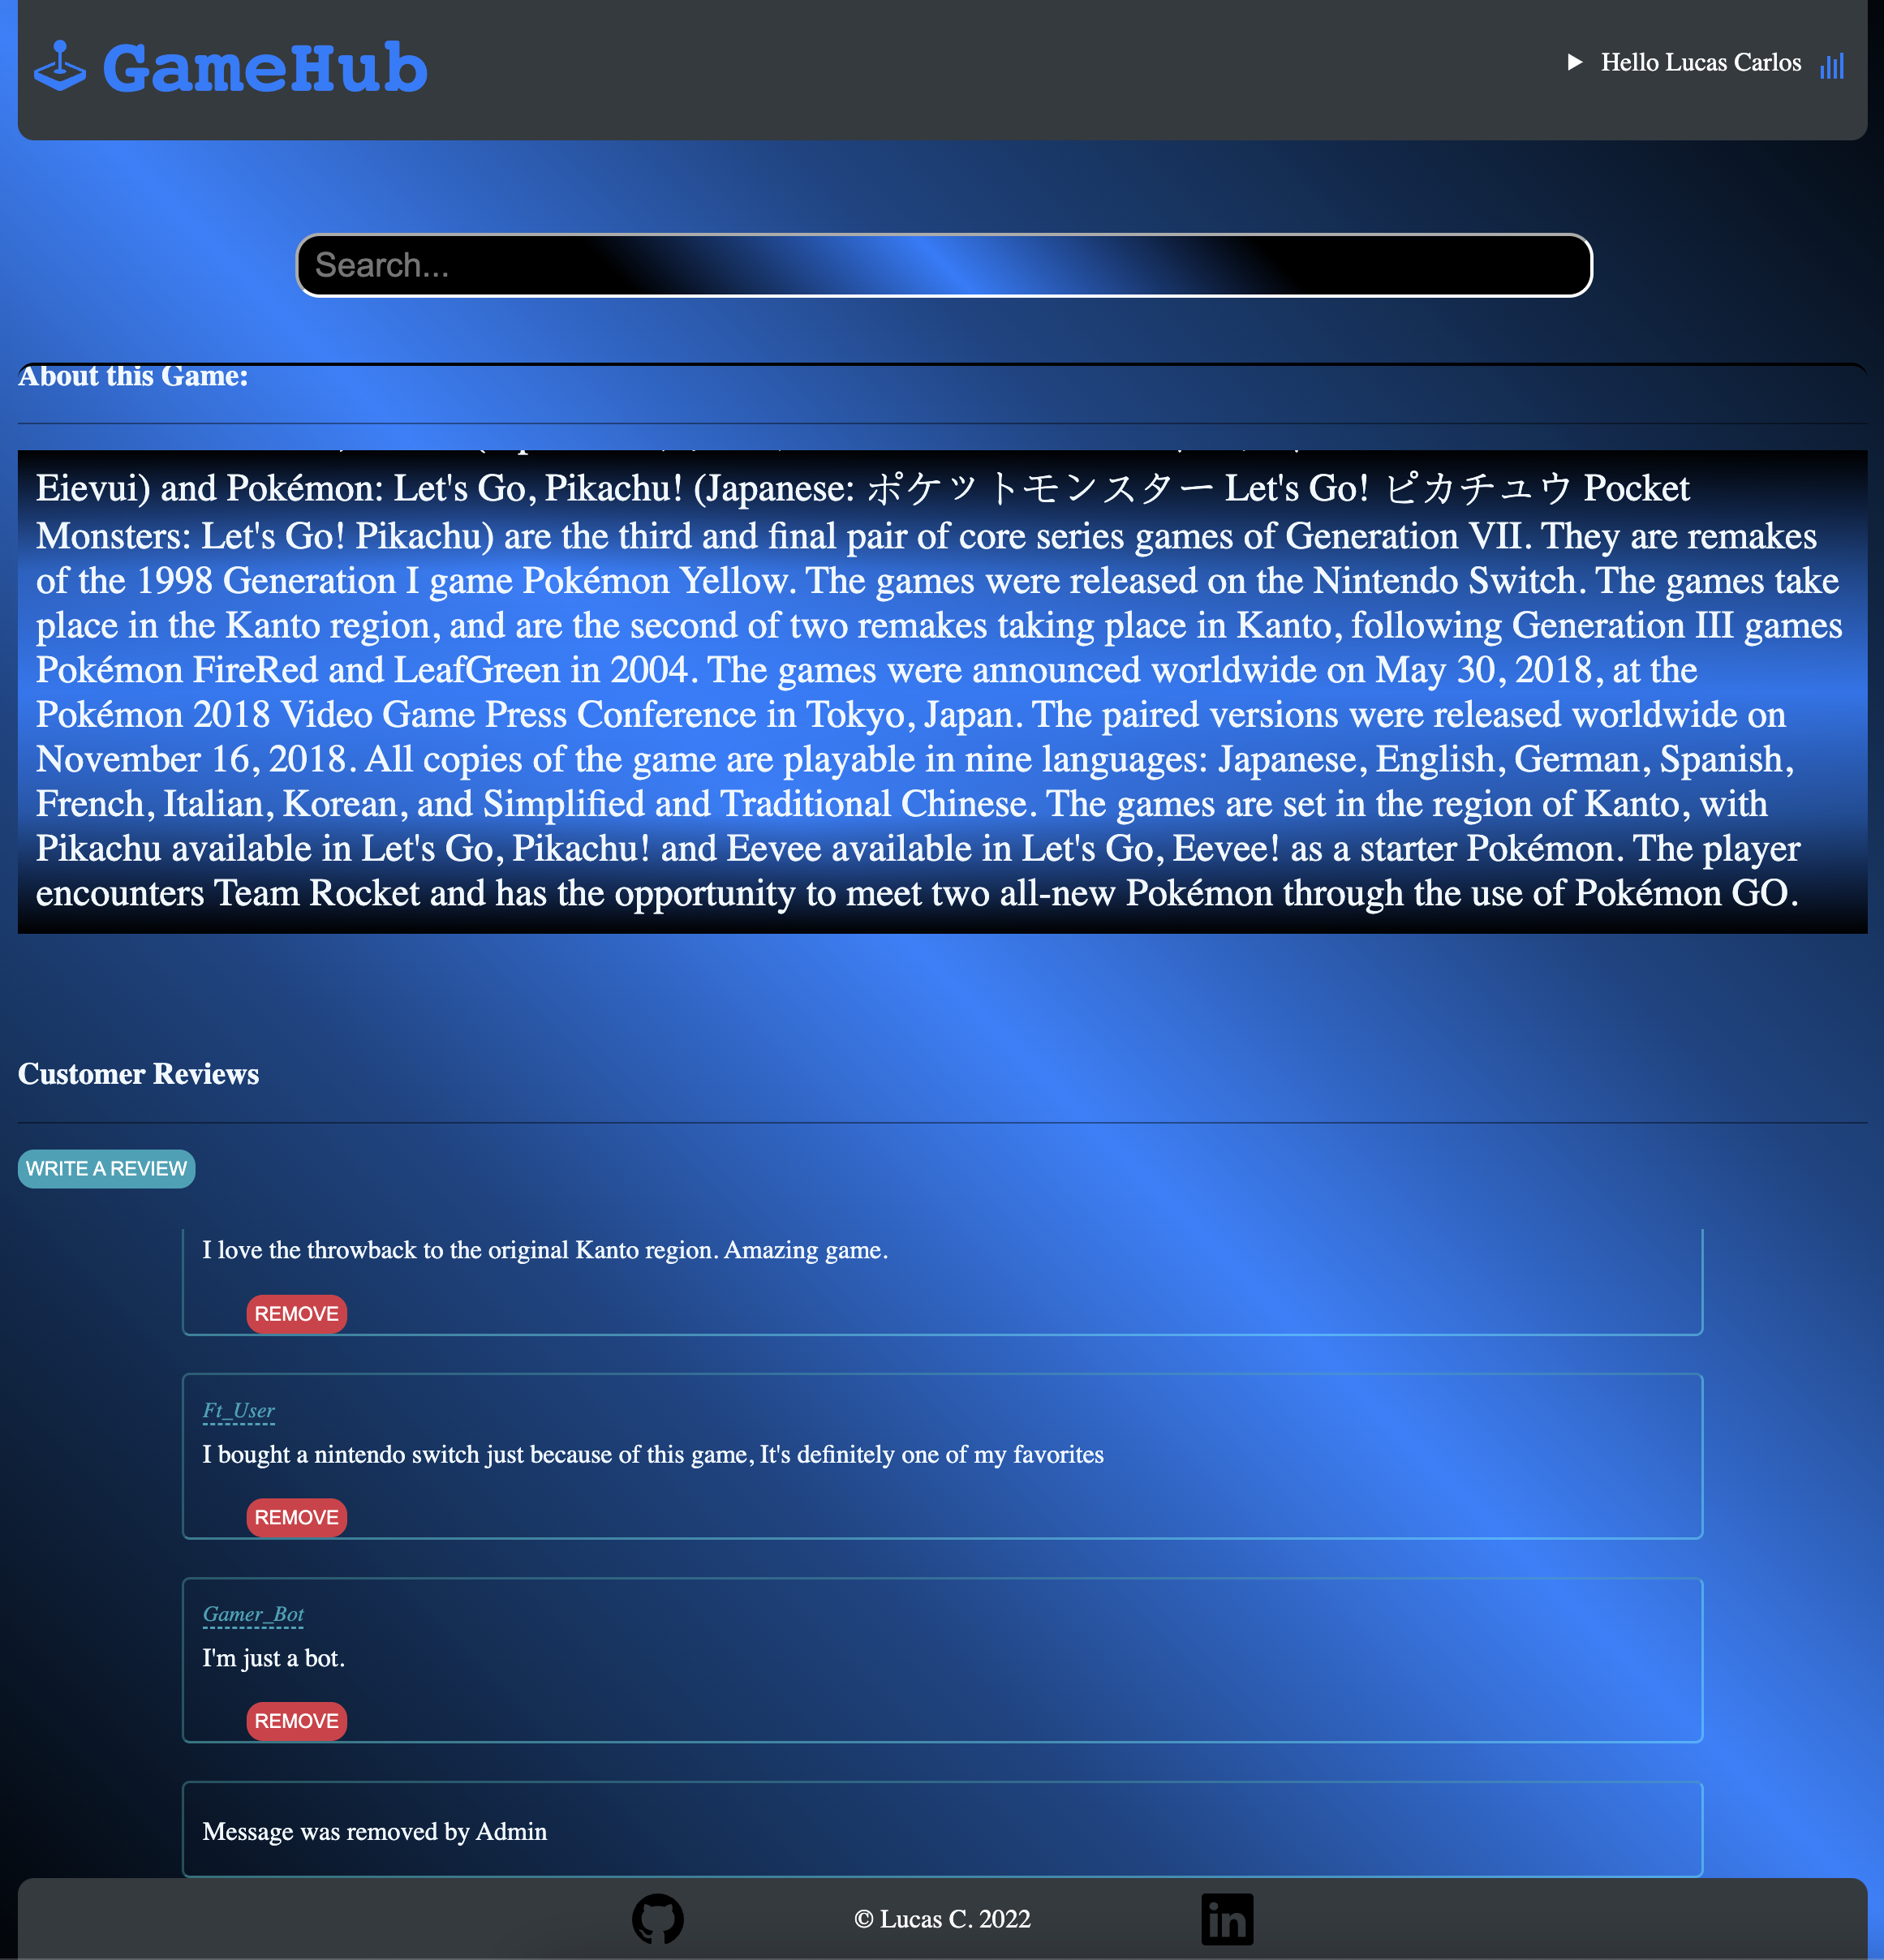 GameHub
Hello Lucas Carlos
Search...
About this Game:
Eievui) and Pokémon: Let's Go, Pikachu! (Japanese: ポケットモンスター Let's Go! ピカチュウ Pocket
Monsters: Let's Go! Pikachu) are the third and final pair of core series games of Generation VII. They are remakes
of the 1998 Generation I game Pokémon Yellow. The games were released on the Nintendo Switch. The games take
place in the Kanto region, and are the second of two remakes taking place in Kanto, following Generation III games
Pokémon FireRed and LeafGreen in 2004. The games were announced worldwide on May 30, 2018, at the
Pokémon 2018 Video Game Press Conference in Tokyo, Japan. The paired versions were released worldwide on
November 16, 2018. All copies of the game are playable in nine languages: Japanese, English, German, Spanish,
French, Italian, Korean, and Simplified and Traditional Chinese. The games are set in the region of Kanto, with
Pikachu available in Let's Go, Pikachu! and Eevee available in Let's Go, Eevee! as a starter Pokémon. The player
encounters Team Rocket and has the opportunity to meet two all-new Pokémon through the use of Pokémon GO.
Customer Reviews
WRITE A REVIEW
I love the throwback to the original Kanto region. Amazing game.
REMOVE
Ft_User
I bought a nintendo switch just because of this game, It's definitely one of my favorites
REMOVE
Gamer_Bot
I'm just a bot.
REMOVE
Message was removed by Admin
© Lucas C. 2022